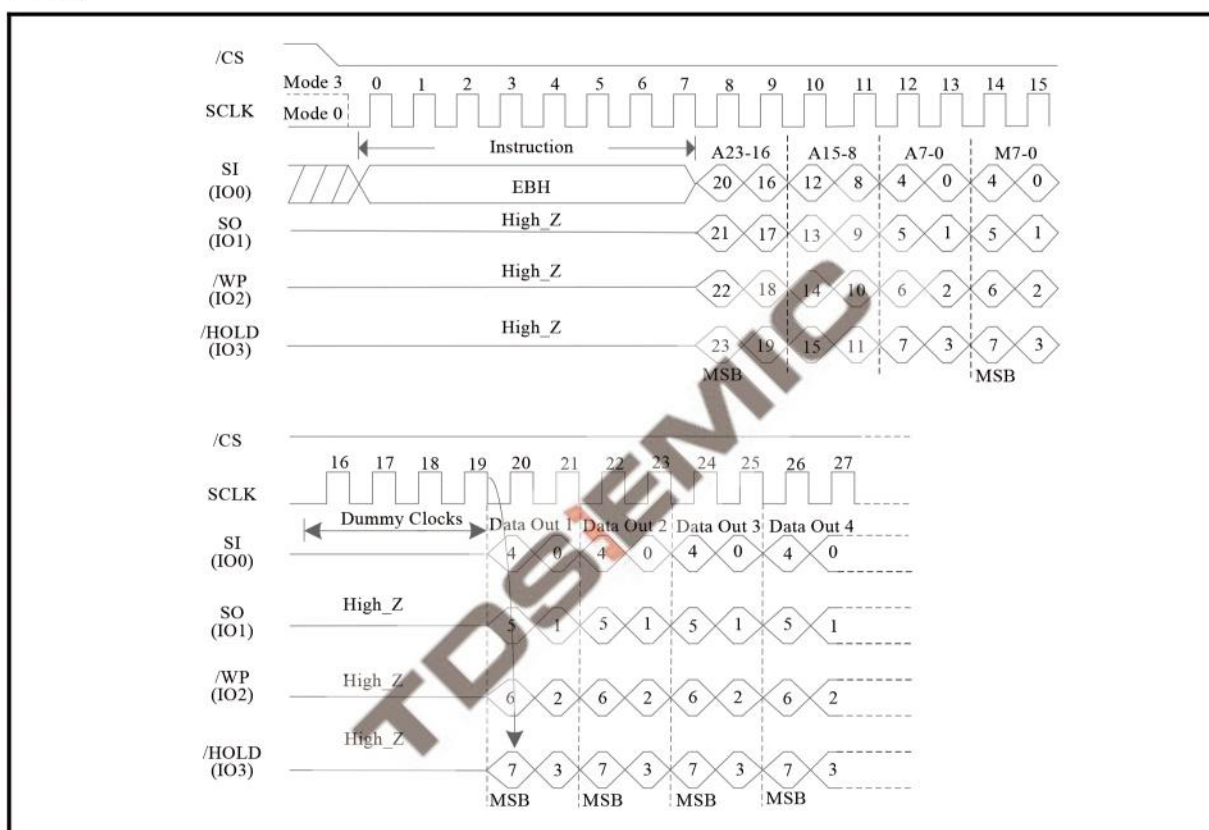 /CS
Mode 3 0 1 2 3 4 5 6 7 8 9 10 11 12 13 14 15
SCLK Mode 0
Instruction A23-16 A15-8 A7-0 M7-0
SI
(IO0) EBH 20 16 12 8 4 0 4 0
SO
(IO1) High_Z 21 17 13 9 5 1 5 1
/WP
(IO2) High_Z 22 18 14 10 6 2 6 2
/HOLD
(IO3) High_Z 23 19 15 11 7 3 7 3
MSB MSB
/CS
16 17 18 19 20 21 22 23 24 25 26 27
SCLK
Dummy Clocks Data Out 1 Data Out 2 Data Out 3 Data Out 4
SI
(IO0) 4 0 4 0 4 0 4 0
SO
(IO1) High_Z 5 1 5 1 5 1 5 1
/WP
(IO2) High_Z 6 2 6 2 6 2 6 2
/HOLD
(IO3) High_Z 7 3 7 3 7 3 7 3
MSB MSB MSB MSB
TDSiEMIC